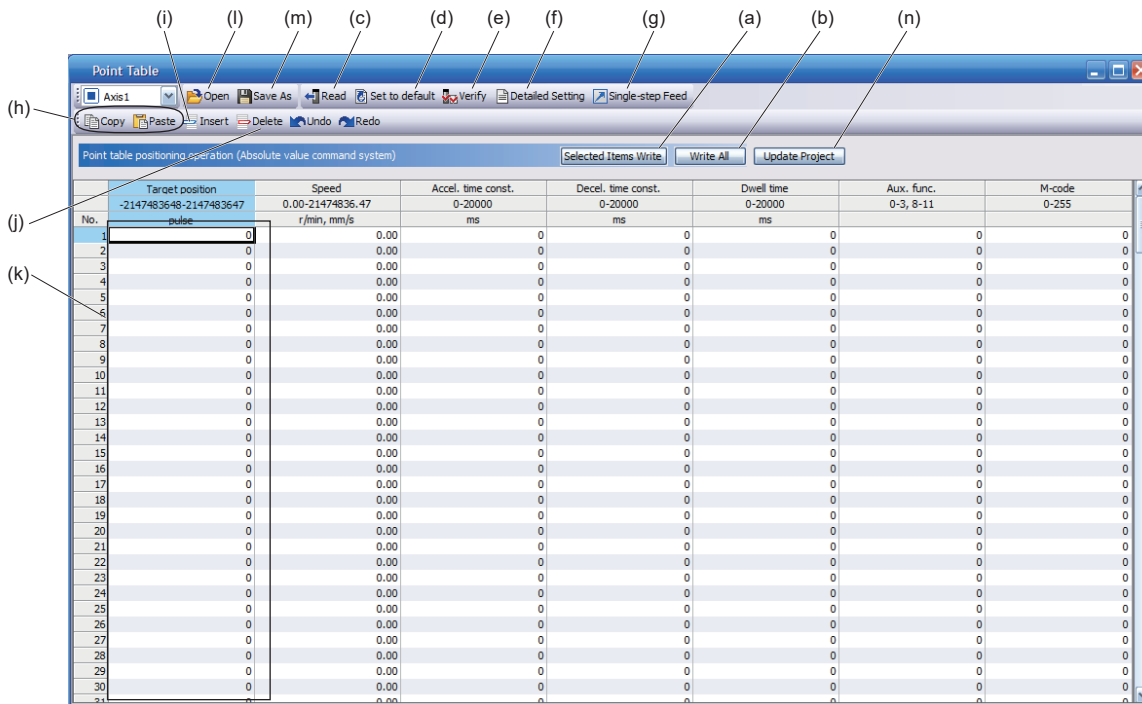 (i) (l) (m) (c) (d) (e) (f) (g) (a) (b) (n)
Point Table
Axis1 Open Save As Read Set to default Verify Detailed Setting Single-step Feed
(h)
Copy Paste Insert Delete Undo Redo
Point table positioning operation (Absolute value command system) Selected Items Write Write All Update Project
Target position Speed Accel. time const. Decel. time const. Dwell time Aux. func. M-code
-2147483648-2147483647 0.00-21474836.47 0-20000 0-20000 0-20000 0-3, 8-11 0-255
(j)
No. pulse r/min, mm/s ms ms ms
1 0 0.00 0 0 0 0 0
2 0 0.00 0 0 0 0 0
3 0 0.00 0 0 0 0 0
(k)
4 0 0.00 0 0 0 0 0
5 0 0.00 0 0 0 0 0
6 0 0.00 0 0 0 0 0
7 0 0.00 0 0 0 0 0
8 0 0.00 0 0 0 0 0
9 0 0.00 0 0 0 0 0
10 0 0.00 0 0 0 0 0
11 0 0.00 0 0 0 0 0
12 0 0.00 0 0 0 0 0
13 0 0.00 0 0 0 0 0
14 0 0.00 0 0 0 0 0
15 0 0.00 0 0 0 0 0
16 0 0.00 0 0 0 0 0
17 0 0.00 0 0 0 0 0
18 0 0.00 0 0 0 0 0
19 0 0.00 0 0 0 0 0
20 0 0.00 0 0 0 0 0
21 0 0.00 0 0 0 0 0
22 0 0.00 0 0 0 0 0
23 0 0.00 0 0 0 0 0
24 0 0.00 0 0 0 0 0
25 0 0.00 0 0 0 0 0
26 0 0.00 0 0 0 0 0
27 0 0.00 0 0 0 0 0
28 0 0.00 0 0 0 0 0
29 0 0.00 0 0 0 0 0
30 0 0.00 0 0 0 0 0